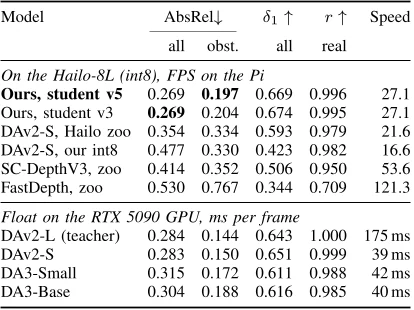 Model AbsRel↓ δ1 ↑ r ↑ Speed
all obst. all real
On the Hailo-8L (int8), FPS on the Pi
Ours, student v5 0.269 0.197 0.669 0.996 27.1
Ours, student v3 0.269 0.204 0.674 0.995 27.1
DAv2-S, Hailo zoo 0.354 0.334 0.593 0.979 21.6
DAv2-S, our int8 0.477 0.330 0.423 0.982 16.6
SC-DepthV3, zoo 0.414 0.352 0.506 0.950 53.6
FastDepth, zoo 0.530 0.767 0.344 0.709 121.3
Float on the RTX 5090 GPU, ms per frame
DAv2-L (teacher) 0.284 0.144 0.643 1.000 175 ms
DAv2-S 0.283 0.150 0.651 0.999 39 ms
DA3-Small 0.315 0.172 0.611 0.988 42 ms
DA3-Base 0.304 0.188 0.616 0.985 40 ms